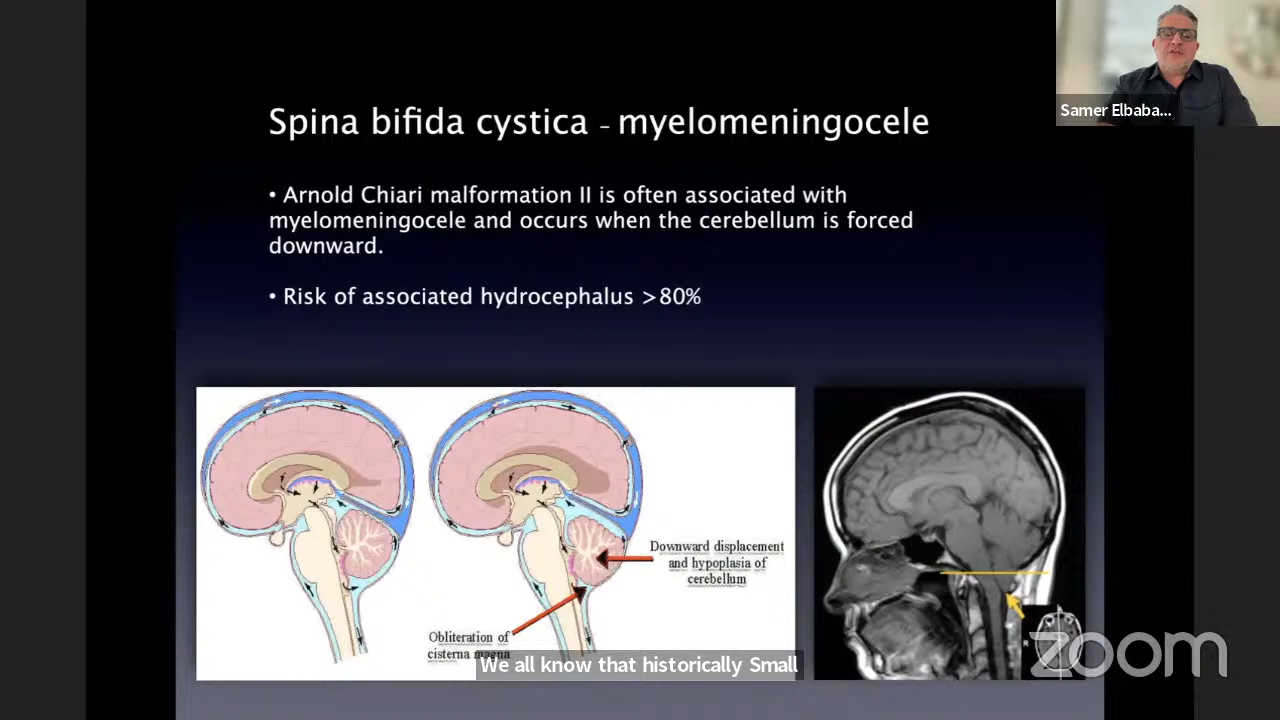 Samer Elbaba...
Spina bifida cystica - myelomeningocele
• Arnold Chiari malformation II is often associated with
myelomeningocele and occurs when the cerebellum is forced
downward.
• Risk of associated hydrocephalus >80%
Downward displacement
and hypoplasia of
cerebellum
Obliteration of
cisterna magna
We all know that historically Small
zoom